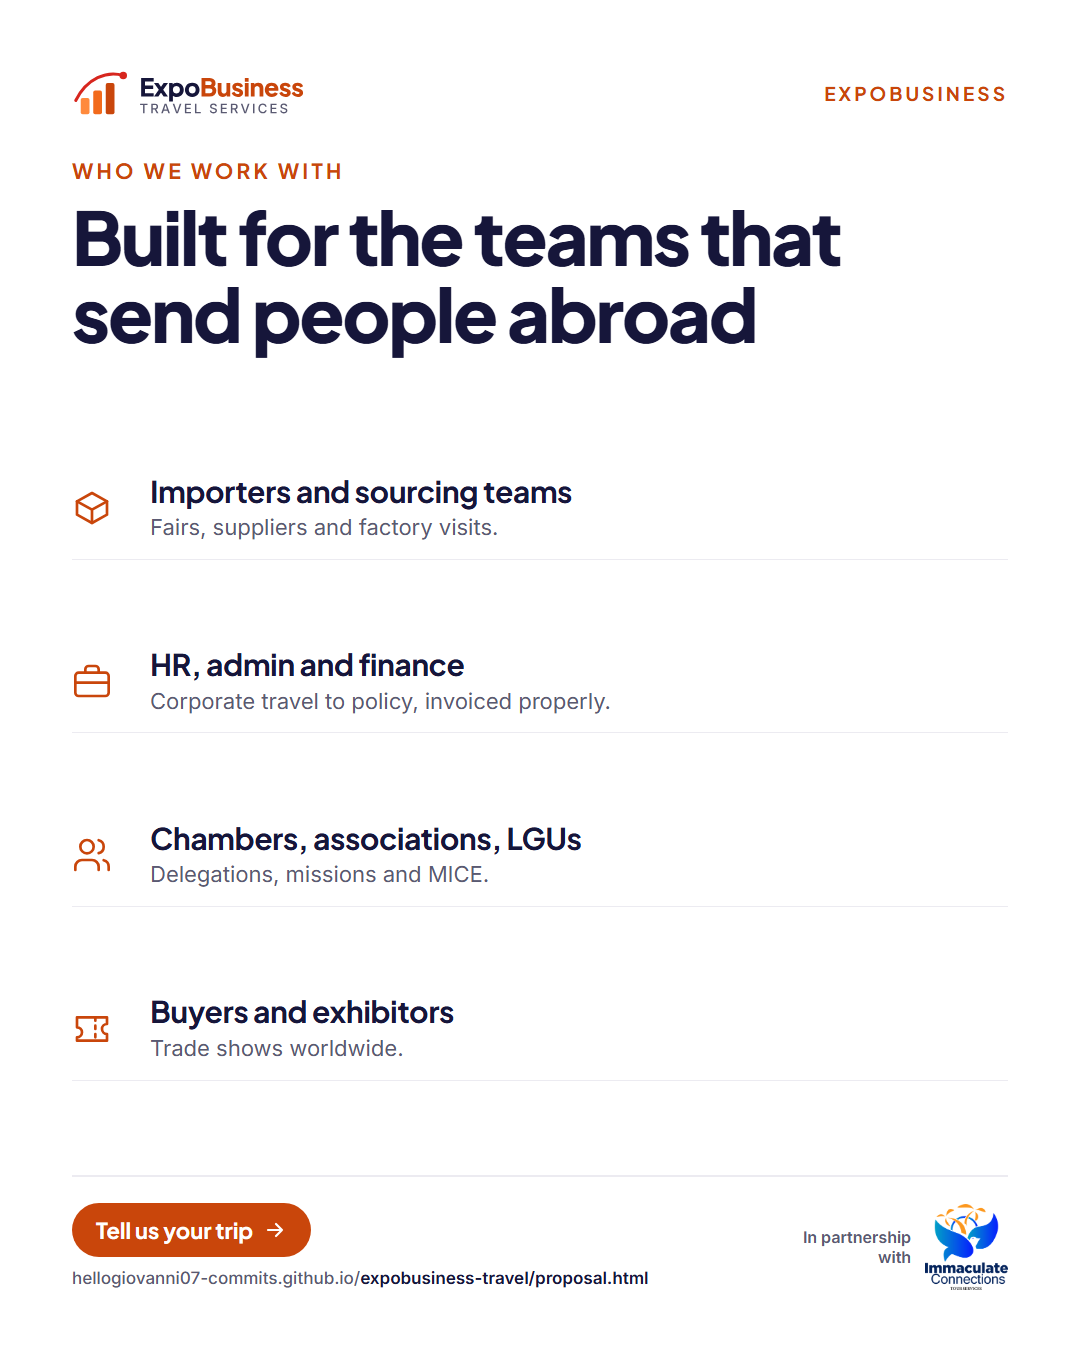 ExpoBusiness
TRAVEL SERVICES
EXPOBUSINESS
WHO WE WORK WITH
Built for the teams that
send people abroad
Importers and sourcing teams
Fairs, suppliers and factory visits.
HR, admin and finance
Corporate travel to policy, invoiced properly.
Chambers, associations, LGUs
Delegations, missions and MICE.
Buyers and exhibitors
Trade shows worldwide.
Tell us your trip →
hellogiovanni07-commits.github.io/expobusiness-travel/proposal.html
In partnership
with
Immaculate
Connections
TOUR SERVICES